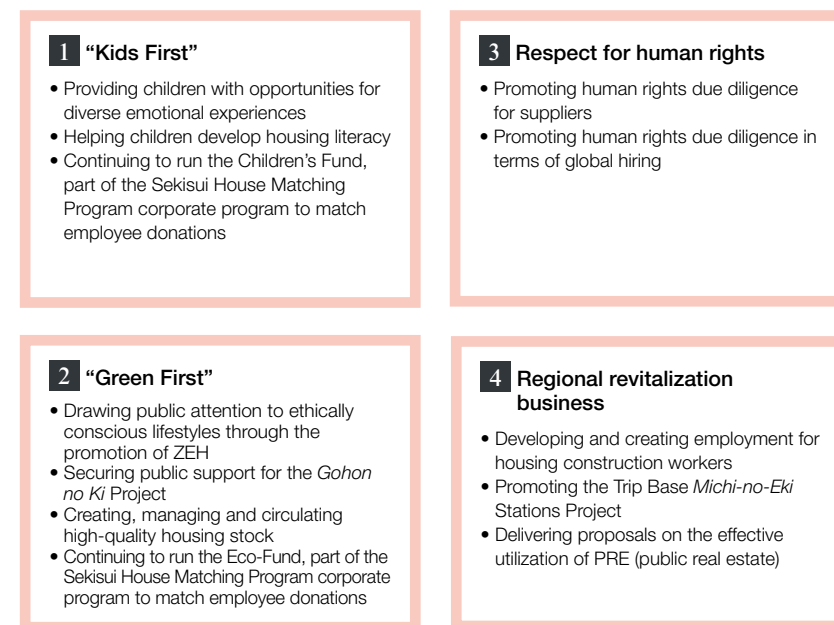 1 “Kids First”
• Providing children with opportunities for
diverse emotional experiences
• Helping children develop housing literacy
• Continuing to run the Children’s Fund,
part of the Sekisui House Matching
Program corporate program to match
employee donations
2 “Green First”
• Drawing public attention to ethically
conscious lifestyles through the
promotion of ZEH
• Securing public support for the Gohon
no Ki Project
• Creating, managing and circulating
high-quality housing stock
• Continuing to run the Eco-Fund, part of the
Sekisui House Matching Program corporate
program to match employee donations
3 Respect for human rights
• Promoting human rights due diligence
for suppliers
• Promoting human rights due diligence in
terms of global hiring
4 Regional revitalization
business
• Developing and creating employment for
housing construction workers
• Promoting the Trip Base Michi-no-Eki
Stations Project
• Delivering proposals on the effective
utilization of PRE (public real estate)